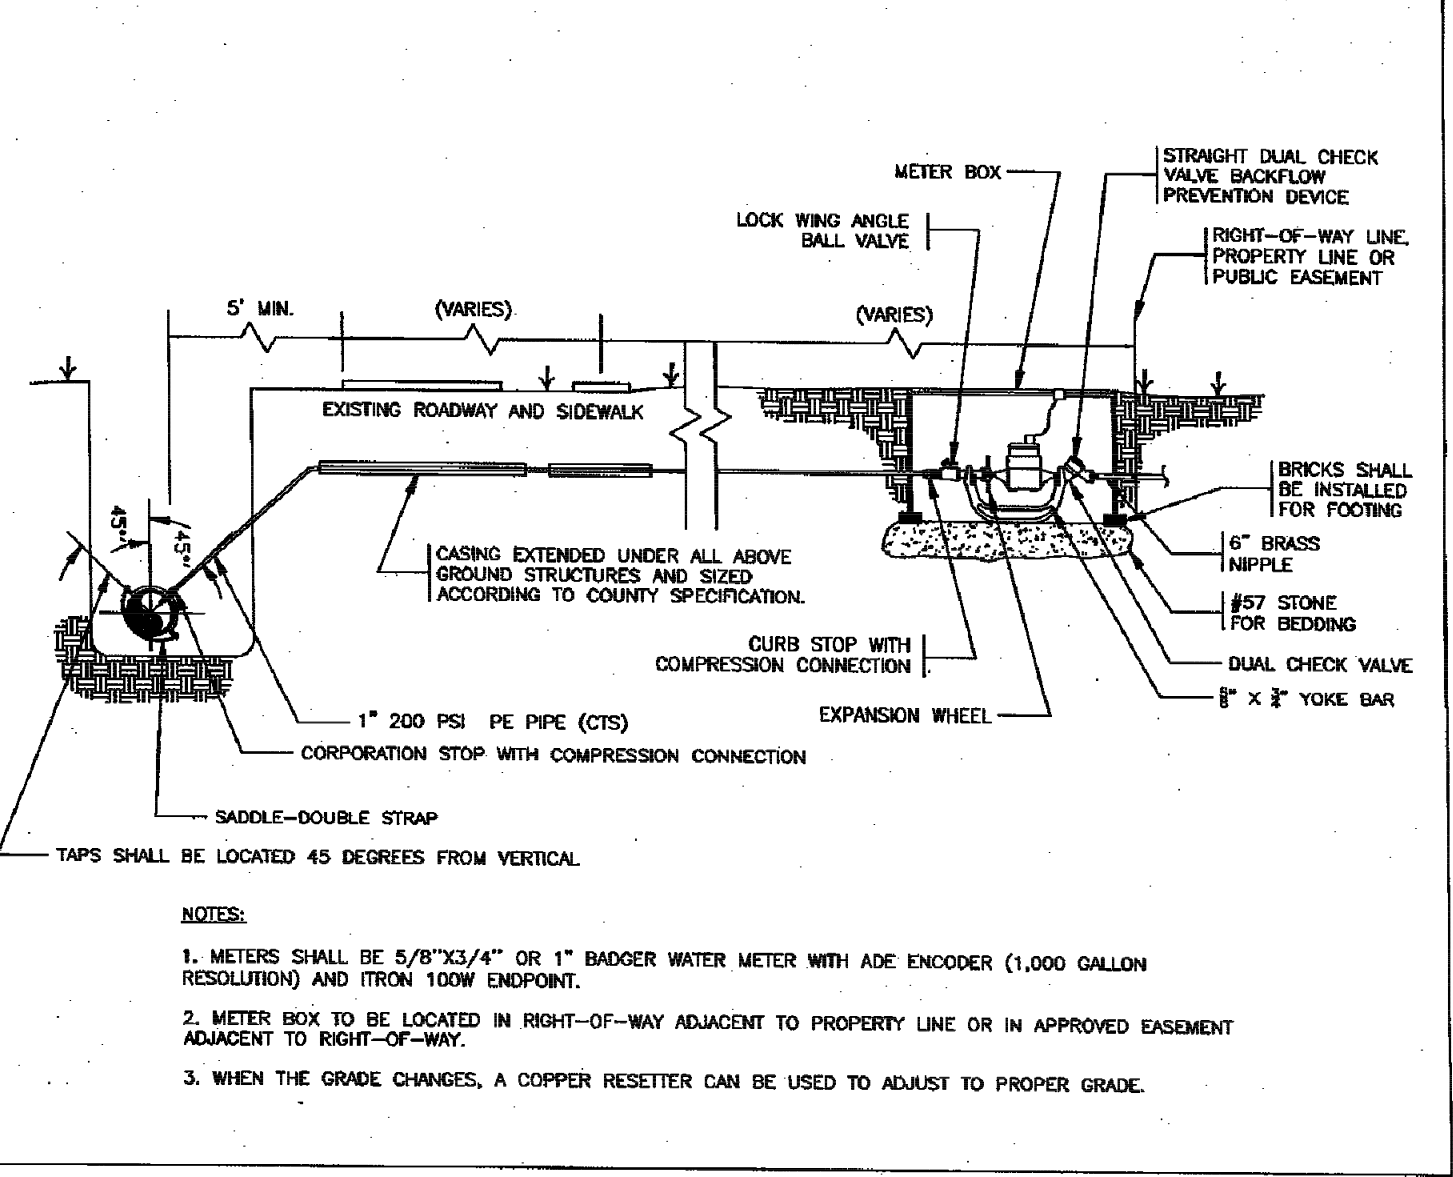 STRAIGHT DUAL CHECK
VALVE BACKFLOW
PREVENTION DEVICE
METER BOX
LOCK WING ANGLE
BALL VALVE
RIGHT-OF-WAY LINE,
PROPERTY LINE OR
PUBLIC EASEMENT
5' MIN.
(VARIES)
(VARIES)
EXISTING ROADWAY AND SIDEWALK
BRICKS SHALL
BE INSTALLED
FOR FOOTING
45°
45°
6" BRASS
NIPPLE
CASING EXTENDED UNDER ALL ABOVE
GROUND STRUCTURES AND SIZED
ACCORDING TO COUNTY SPECIFICATION.
#57 STONE
FOR BEDDING
CURB STOP WITH
COMPRESSION CONNECTION
DUAL CHECK VALVE
5/8" X 3/4" YOKE BAR
EXPANSION WHEEL
1" 200 PSI PE PIPE (CTS)
CORPORATION STOP WITH COMPRESSION CONNECTION
SADDLE-DOUBLE STRAP
TAPS SHALL BE LOCATED 45 DEGREES FROM VERTICAL
NOTES:
1. METERS SHALL BE 5/8"X3/4" OR 1" BADGER WATER METER WITH ADE ENCODER (1,000 GALLON
RESOLUTION) AND ITRON 100W ENDPOINT.
2. METER BOX TO BE LOCATED IN RIGHT-OF-WAY ADJACENT TO PROPERTY LINE OR IN APPROVED EASEMENT
ADJACENT TO RIGHT-OF-WAY.
3. WHEN THE GRADE CHANGES, A COPPER RESETTER CAN BE USED TO ADJUST TO PROPER GRADE.